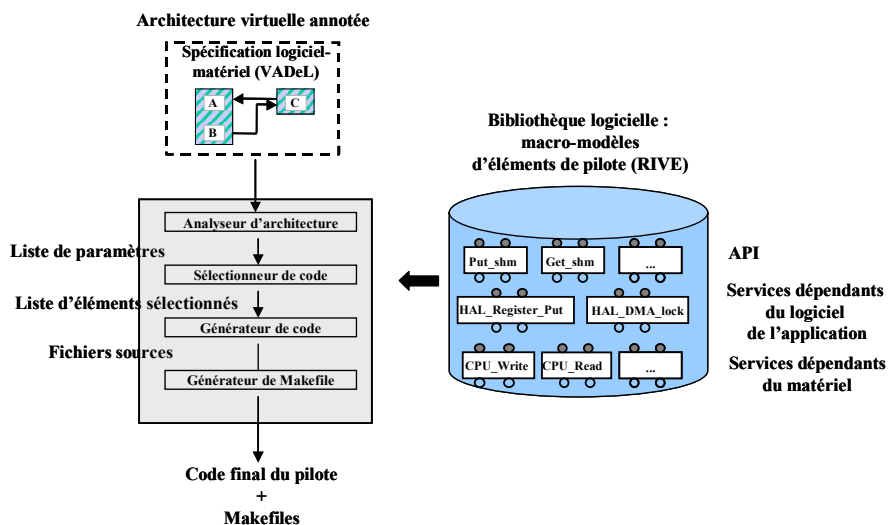 Architecture virtuelle annotée
Spécification logiciel-
matériel (VADeL)
A
C
B
Analyseur d'architecture
Liste de paramètres
Sélectionneur de code
Liste d'éléments sélectionnés
Générateur de code
Fichiers sources
Générateur de Makefile
Code final du pilote
+
Makefiles
Bibliothèque logicielle :
macro-modèles
d'éléments de pilote (RIVE)
Put_shm
Get_shm
...
API
HAL_Register_Put
HAL_DMA_lock
Services dépendants
du logiciel
de l'application
CPU_Write
CPU_Read
...
Services dépendants
du matériel